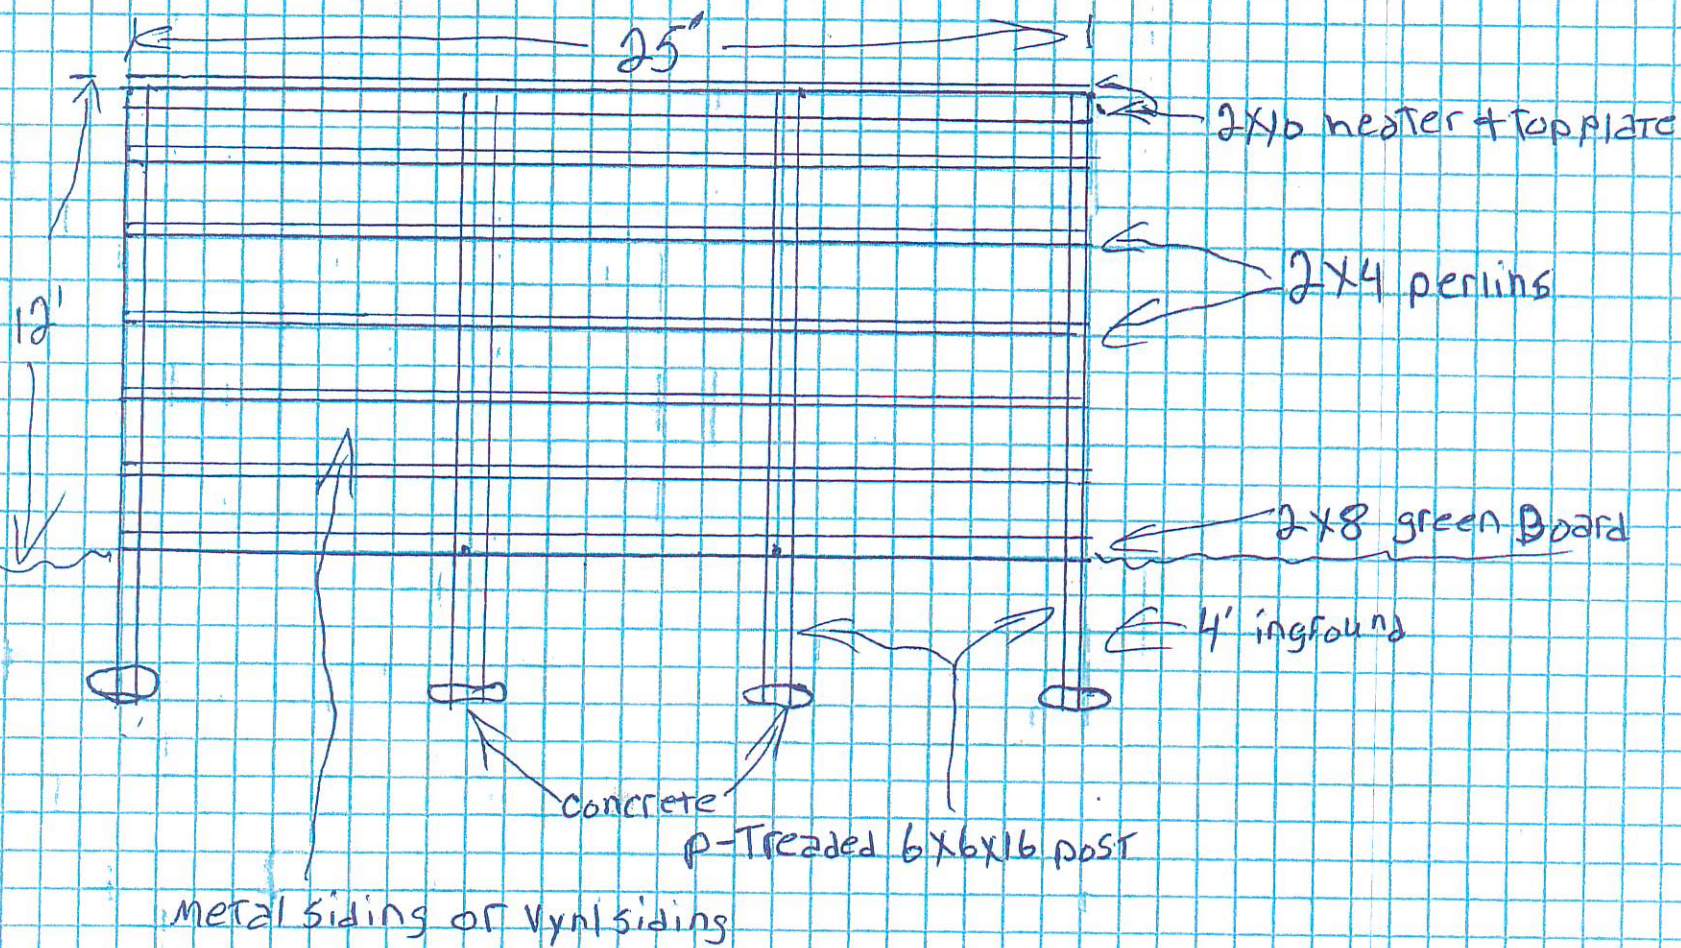 25'
2x6 heater + Top plate
2x4 perlins
12'
2x8 green Board
4' inground
concrete
p-Treaded 6x6x16 post
metal siding or Vynl siding